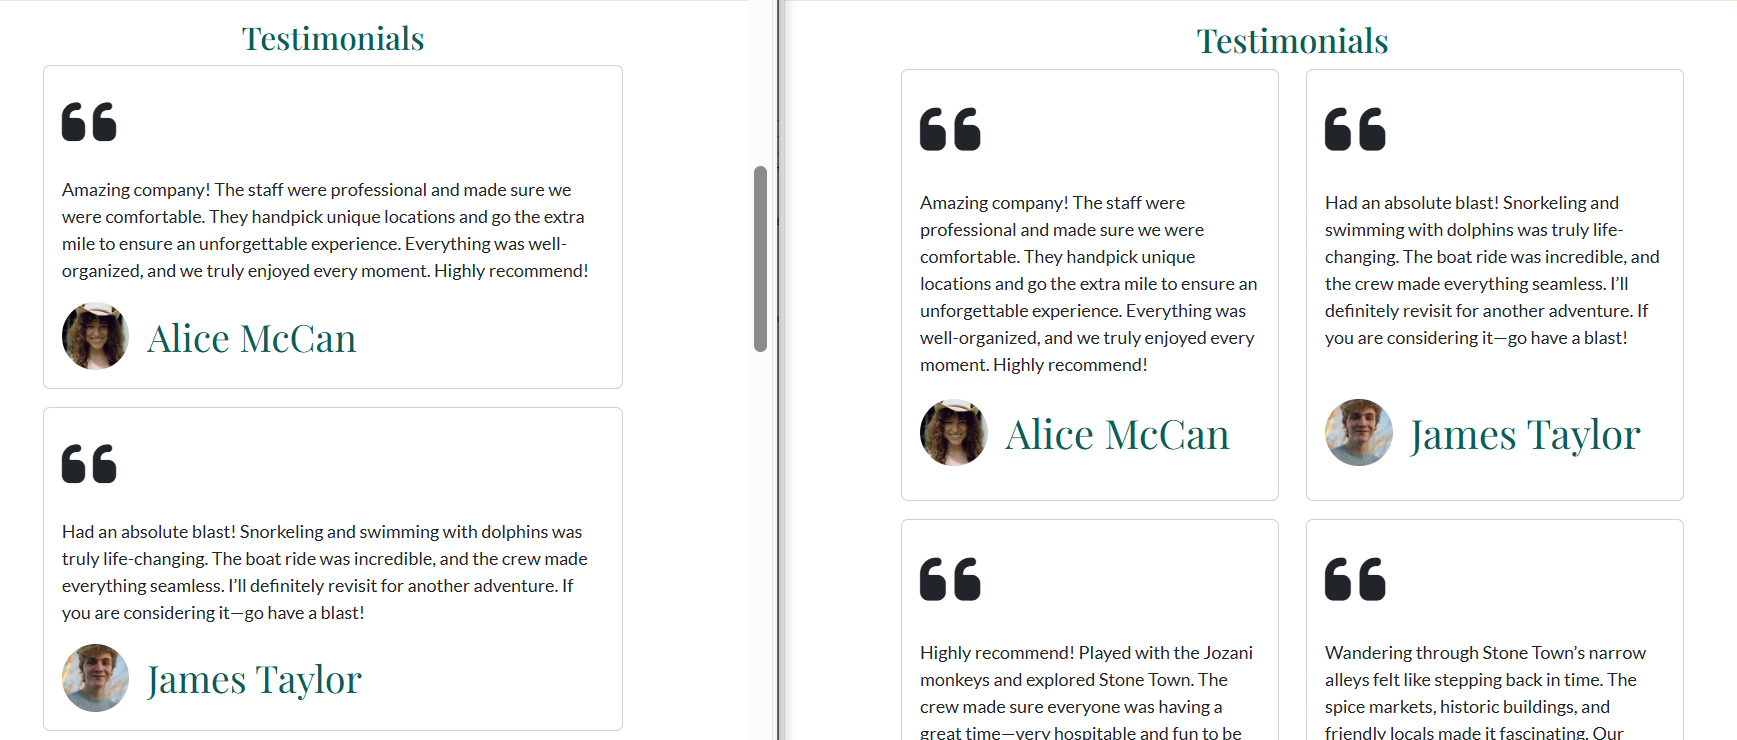 Testimonials
Amazing company! The staff were professional and made sure we
were comfortable. They handpick unique locations and go the extra
mile to ensure an unforgettable experience. Everything was well-
organized, and we truly enjoyed every moment. Highly recommend!
Alice McCan
Had an absolute blast! Snorkeling and swimming with dolphins was
truly life-changing. The boat ride was incredible, and the crew made
everything seamless. I’ll definitely revisit for another adventure. If
you are considering it—go have a blast!
James Taylor
Testimonials
Amazing company! The staff were
professional and made sure we were
comfortable. They handpick unique
locations and go the extra mile to ensure an
unforgettable experience. Everything was
well-organized, and we truly enjoyed every
moment. Highly recommend!
Alice McCan
Had an absolute blast! Snorkeling and
swimming with dolphins was truly life-
changing. The boat ride was incredible, and
the crew made everything seamless. I’ll
definitely revisit for another adventure. If
you are considering it—go have a blast!
James Taylor
Highly recommend! Played with the Jozani
monkeys and explored Stone Town. The
crew made sure everyone was having a
great time—very hospitable and fun to be
Wandering through Stone Town’s narrow
alleys felt like stepping back in time. The
spice markets, historic buildings, and
friendly locals made it fascinating. Our